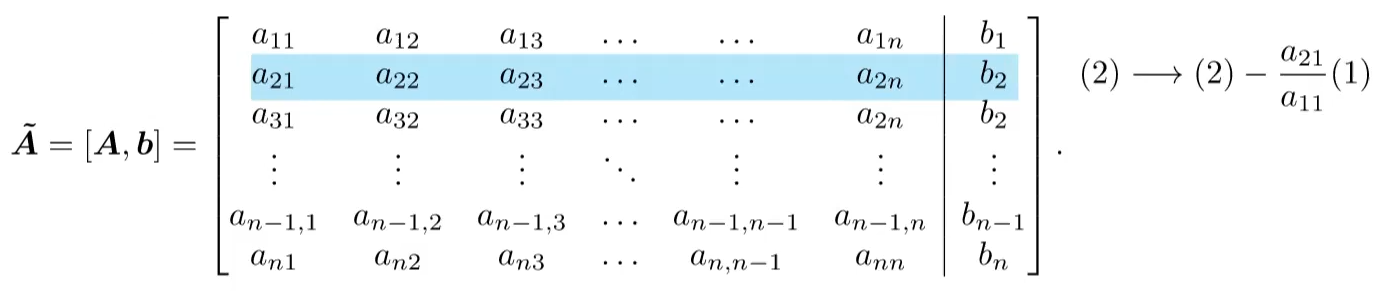 a₁₁ a₁₂ a₁₃ … … a₁ₙ | b₁
a₂₁ a₂₂ a₂₃ … … a₂ₙ | b₂ (2) ⟶ (2) − a₂₁/a₁₁ (1)
a₃₁ a₃₂ a₃₃ … … a₂ₙ | b₂
Ã = [A, b] = ⋮ ⋮ ⋮ ⋱ ⋮ ⋮ | ⋮ .
aₙ₋₁,₁ aₙ₋₁,₂ aₙ₋₁,₃ … aₙ₋₁,ₙ₋₁ aₙ₋₁,ₙ | bₙ₋₁
aₙ₁ aₙ₂ aₙ₃ … aₙ,ₙ₋₁ aₙₙ | bₙ